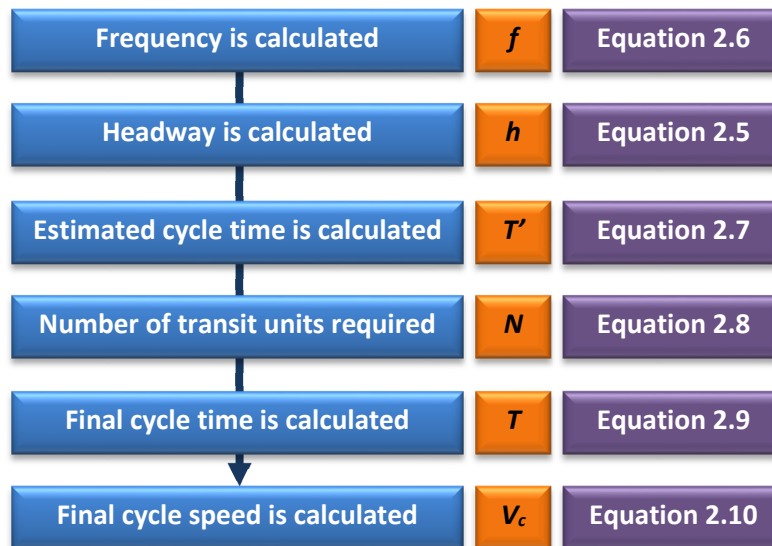 Frequency is calculated f Equation 2.6
Headway is calculated h Equation 2.5
Estimated cycle time is calculated T’ Equation 2.7
Number of transit units required N Equation 2.8
Final cycle time is calculated T Equation 2.9
Final cycle speed is calculated Vc Equation 2.10